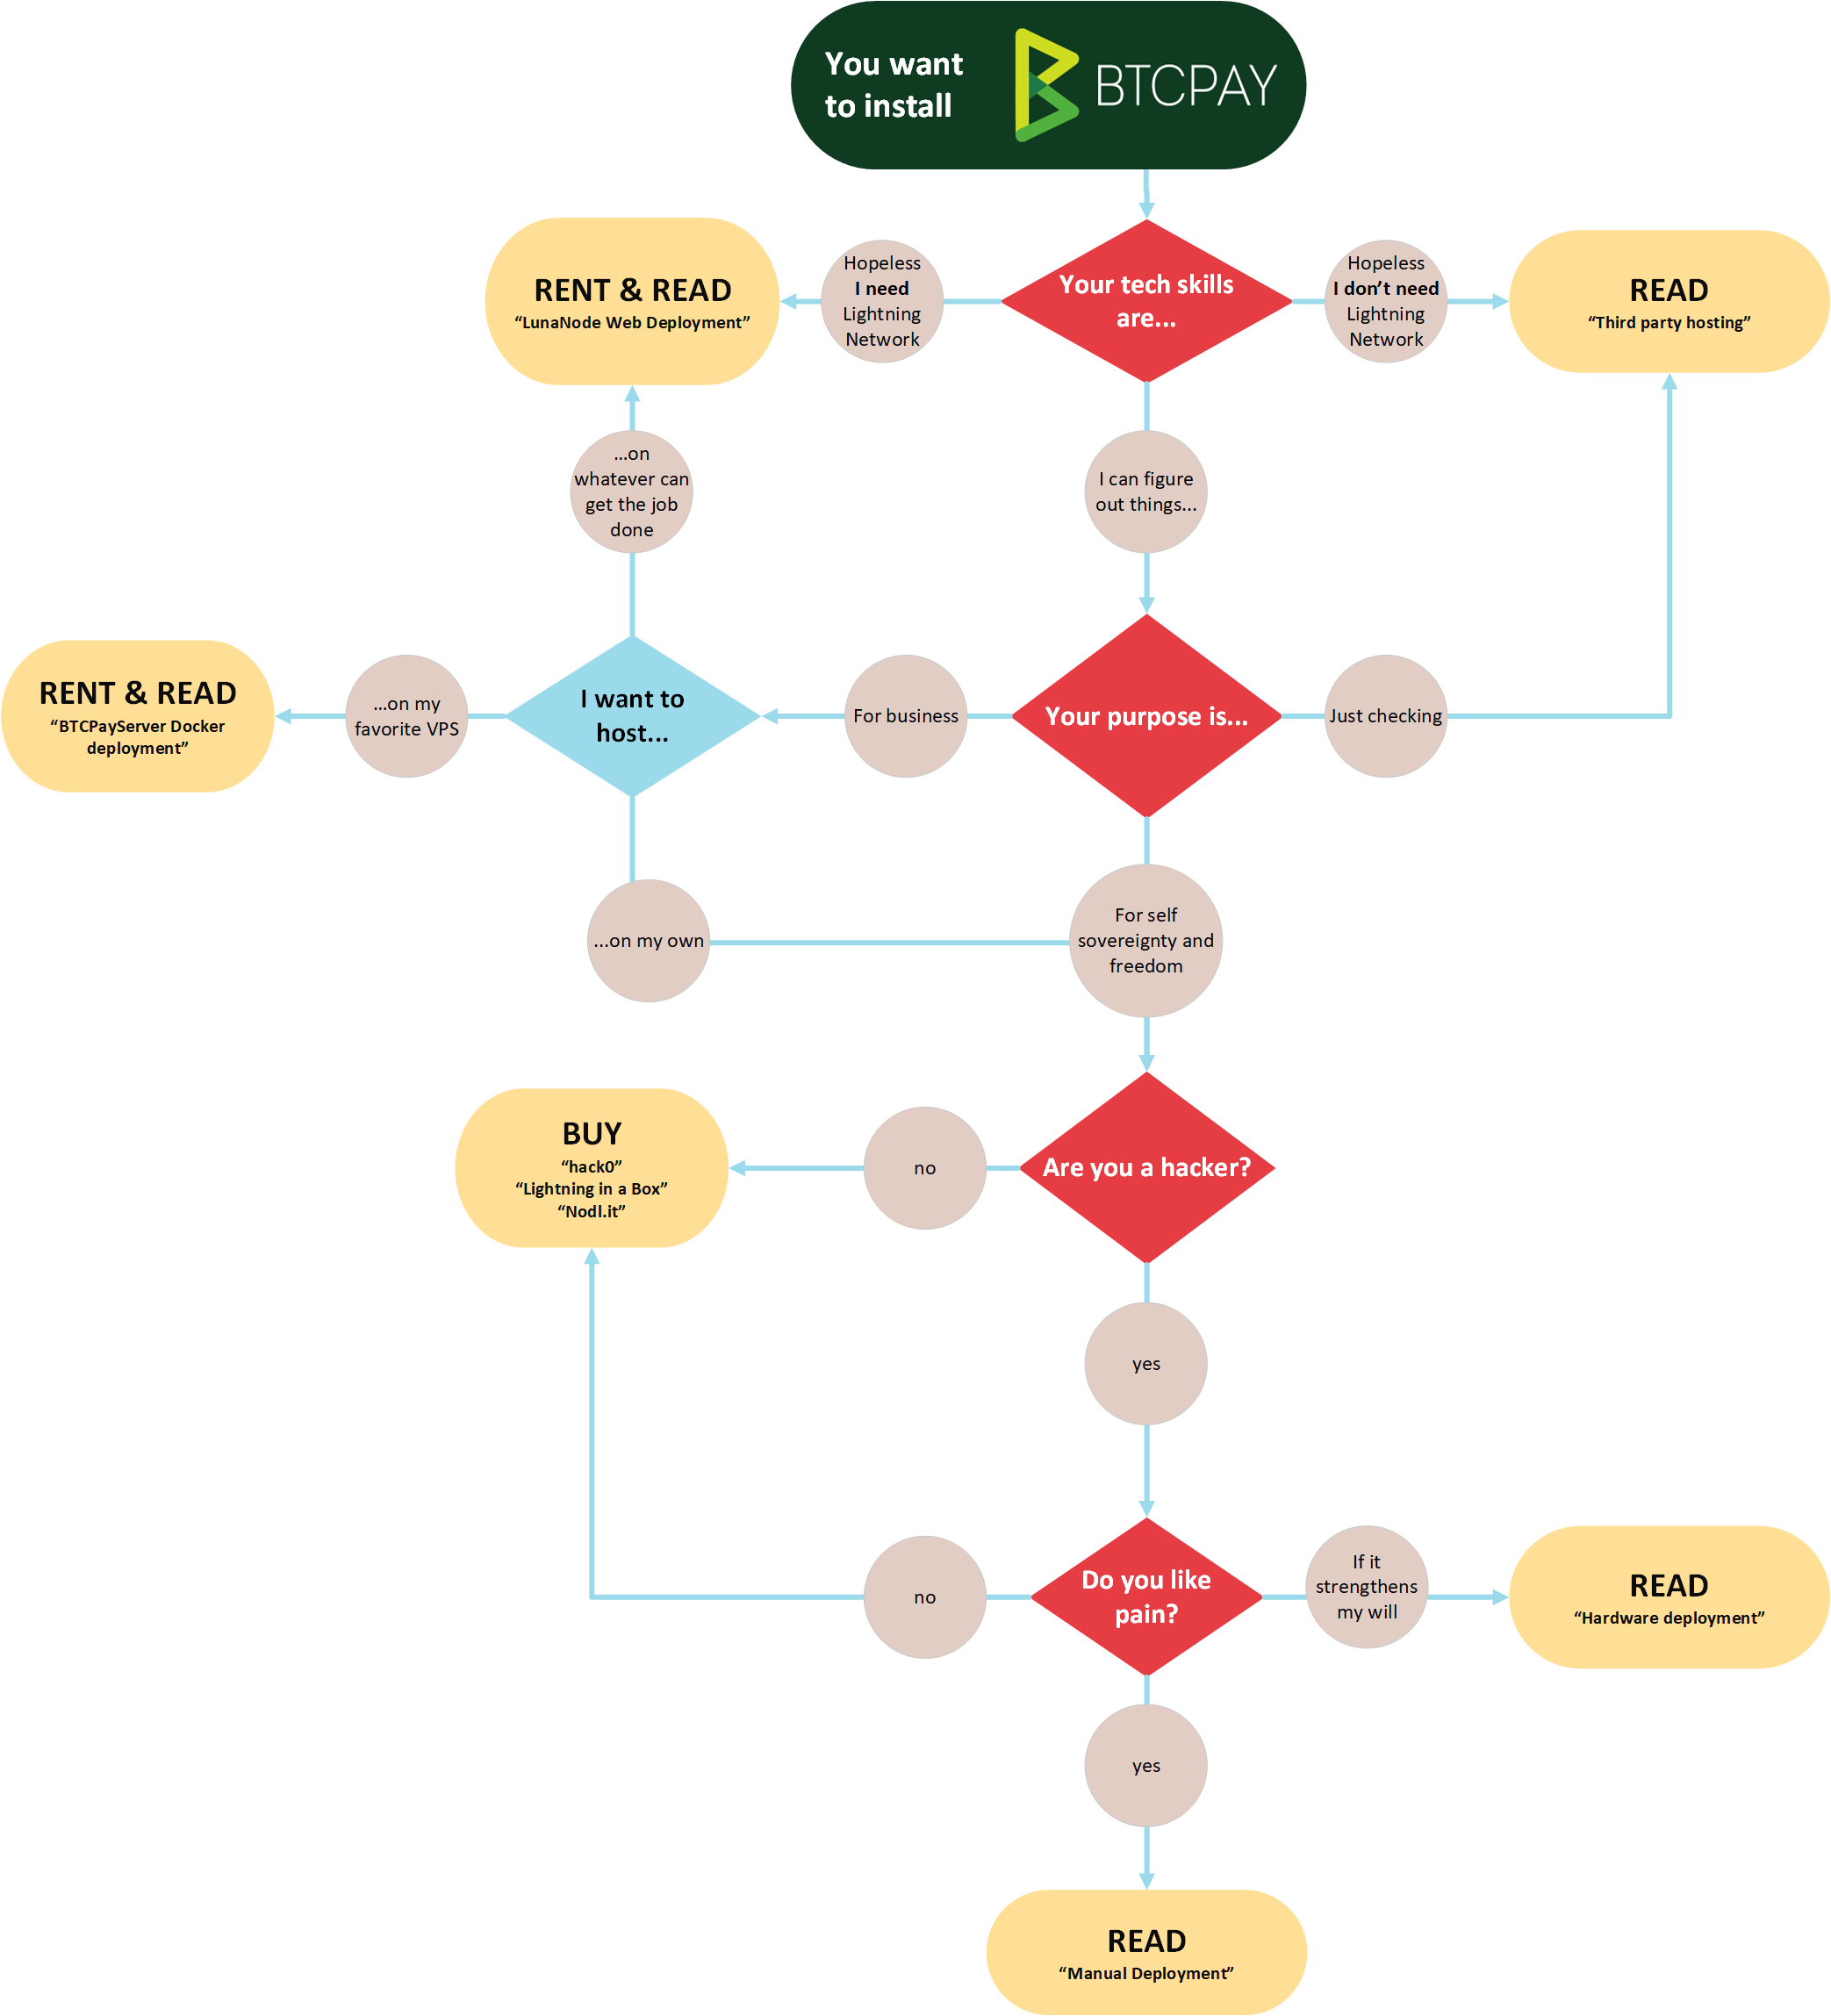 You want
to install
BTCPAY
RENT & READ
“LunaNode Web Deployment”
Hopeless
I need
Lightning
Network
Your tech skills
are...
Hopeless
I don’t need
Lightning
Network
READ
“Third party hosting”
...on
whatever can
get the job
done
I can figure
out things...
RENT & READ
“BTCPayServer Docker
deployment”
...on my
favorite VPS
I want to
host...
For business
Your purpose is...
Just checking
...on my own
For self
sovereignty and
freedom
BUY
“hack0”
“Lightning in a Box”
“Nodl.it”
no
Are you a hacker?
yes
no
Do you like
pain?
If it
strengthens
my will
READ
“Hardware deployment”
yes
READ
“Manual Deployment”